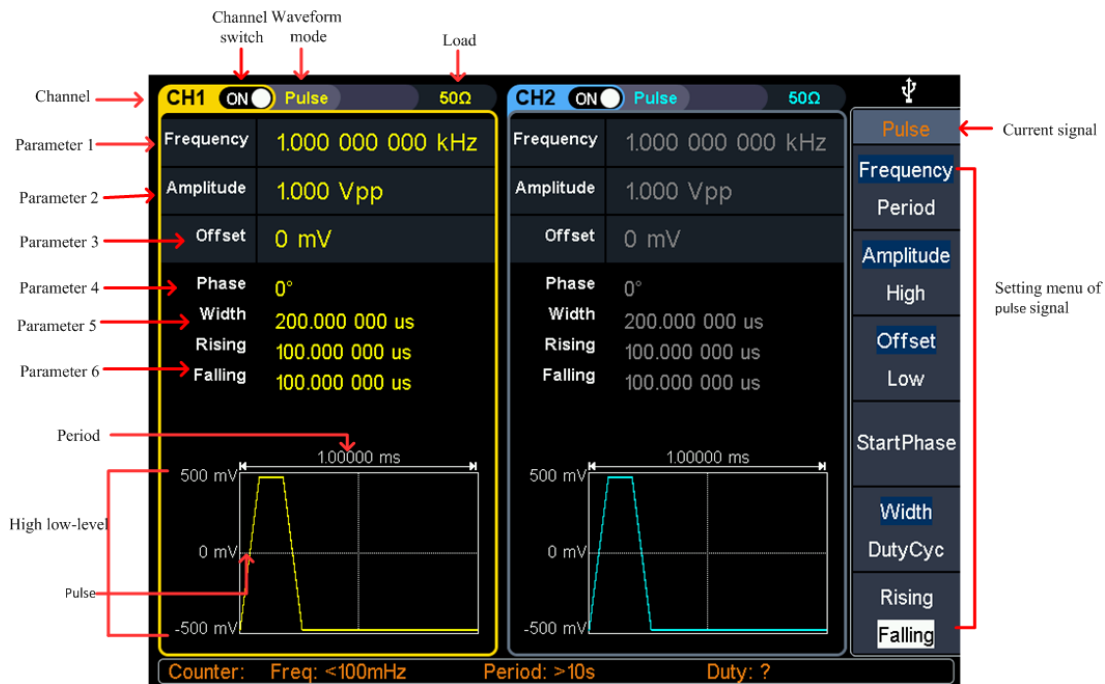 Channel Waveform
switch mode
Load
Channel
CH1 ON Pulse 50Ω
CH2 ON Pulse 50Ω
Pulse
Current signal
Parameter 1
Frequency 1.000 000 000 kHz
Frequency 1.000 000 000 kHz
Frequency
Period
Parameter 2
Amplitude 1.000 Vpp
Amplitude 1.000 Vpp
Parameter 3
Offset 0 mV
Offset 0 mV
Amplitude
High
Parameter 4
Phase 0°
Phase 0°
Setting menu of
pulse signal
Parameter 5
Width 200.000 000 us
Width 200.000 000 us
Offset
Low
Rising 100.000 000 us
Rising 100.000 000 us
Parameter 6
Falling 100.000 000 us
Falling 100.000 000 us
StartPhase
Period
1.00000 ms
1.00000 ms
500 mV
500 mV
High low-level
Width
DutyCyc
0 mV
0 mV
Pulse
Rising
Falling
-500 mV
-500 mV
Counter: Freq: <100mHz Period: >10s Duty: ?